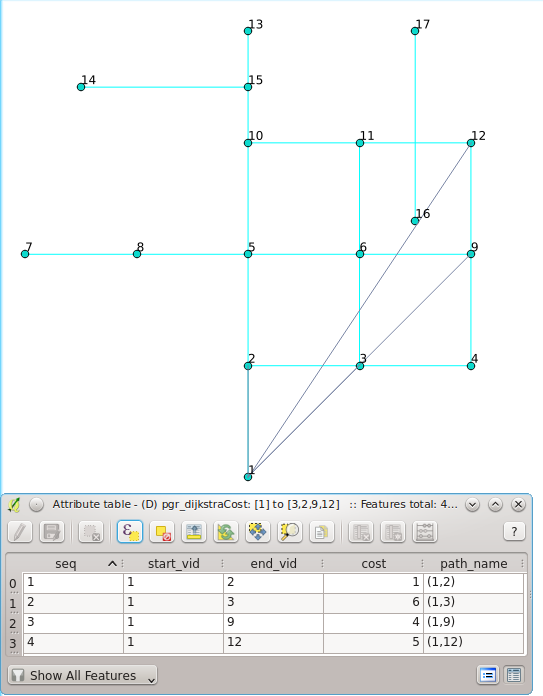 13 17
14 15
10 11 12
16
7 8 5 6 9
2 3 4
1
Attribute table - (D) pgr_dijkstraCost: [1] to [3,2,9,12] :: Features total: 4...
ε ?
seq start_vid end_vid cost path_name
0 1 1 2 1 (1,2)
1 2 1 3 6 (1,3)
2 3 1 9 4 (1,9)
3 4 1 12 5 (1,12)
Show All Features